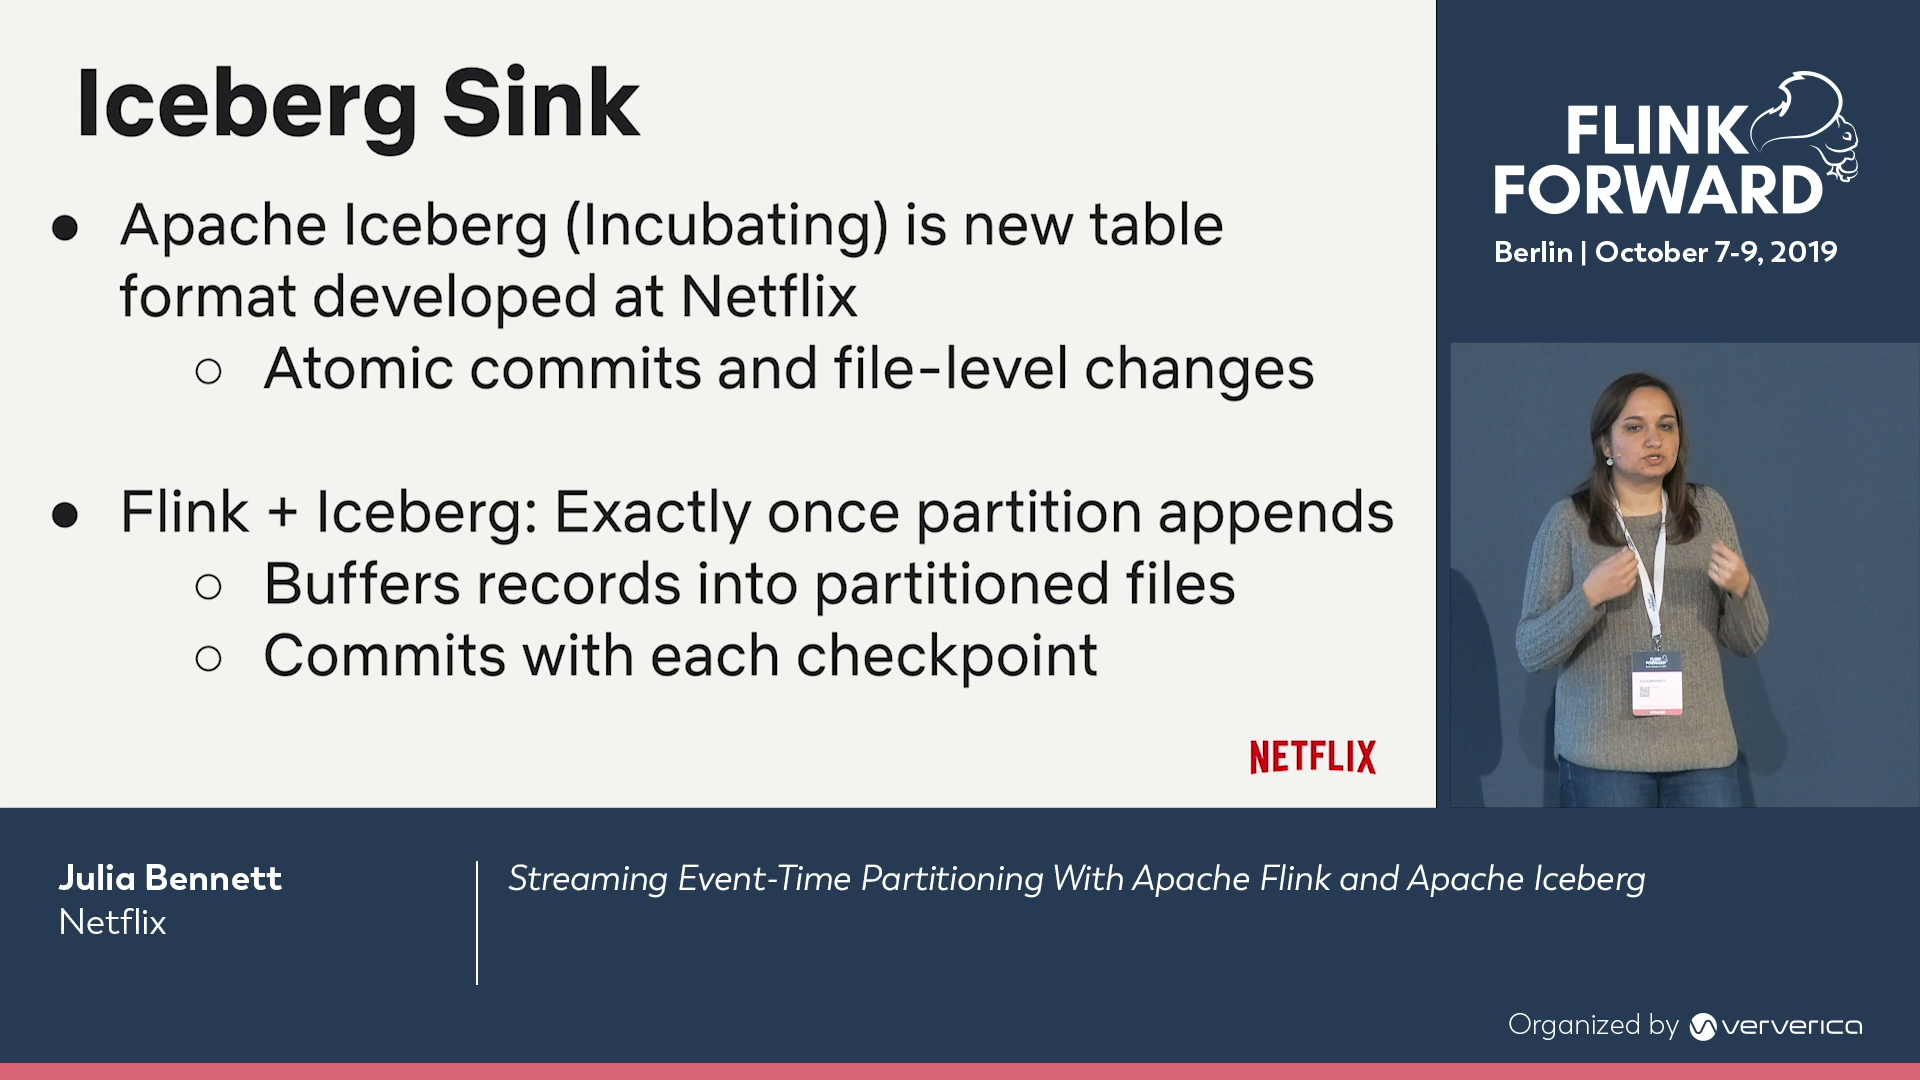 Iceberg Sink
● Apache Iceberg (Incubating) is new table
format developed at Netflix
○ Atomic commits and file-level changes
● Flink + Iceberg: Exactly once partition appends
○ Buffers records into partitioned files
○ Commits with each checkpoint
NETFLIX
FLINK
FORWARD
Berlin | October 7-9, 2019
Julia Bennett
Netflix
Streaming Event-Time Partitioning With Apache Flink and Apache Iceberg
Organized by ververica